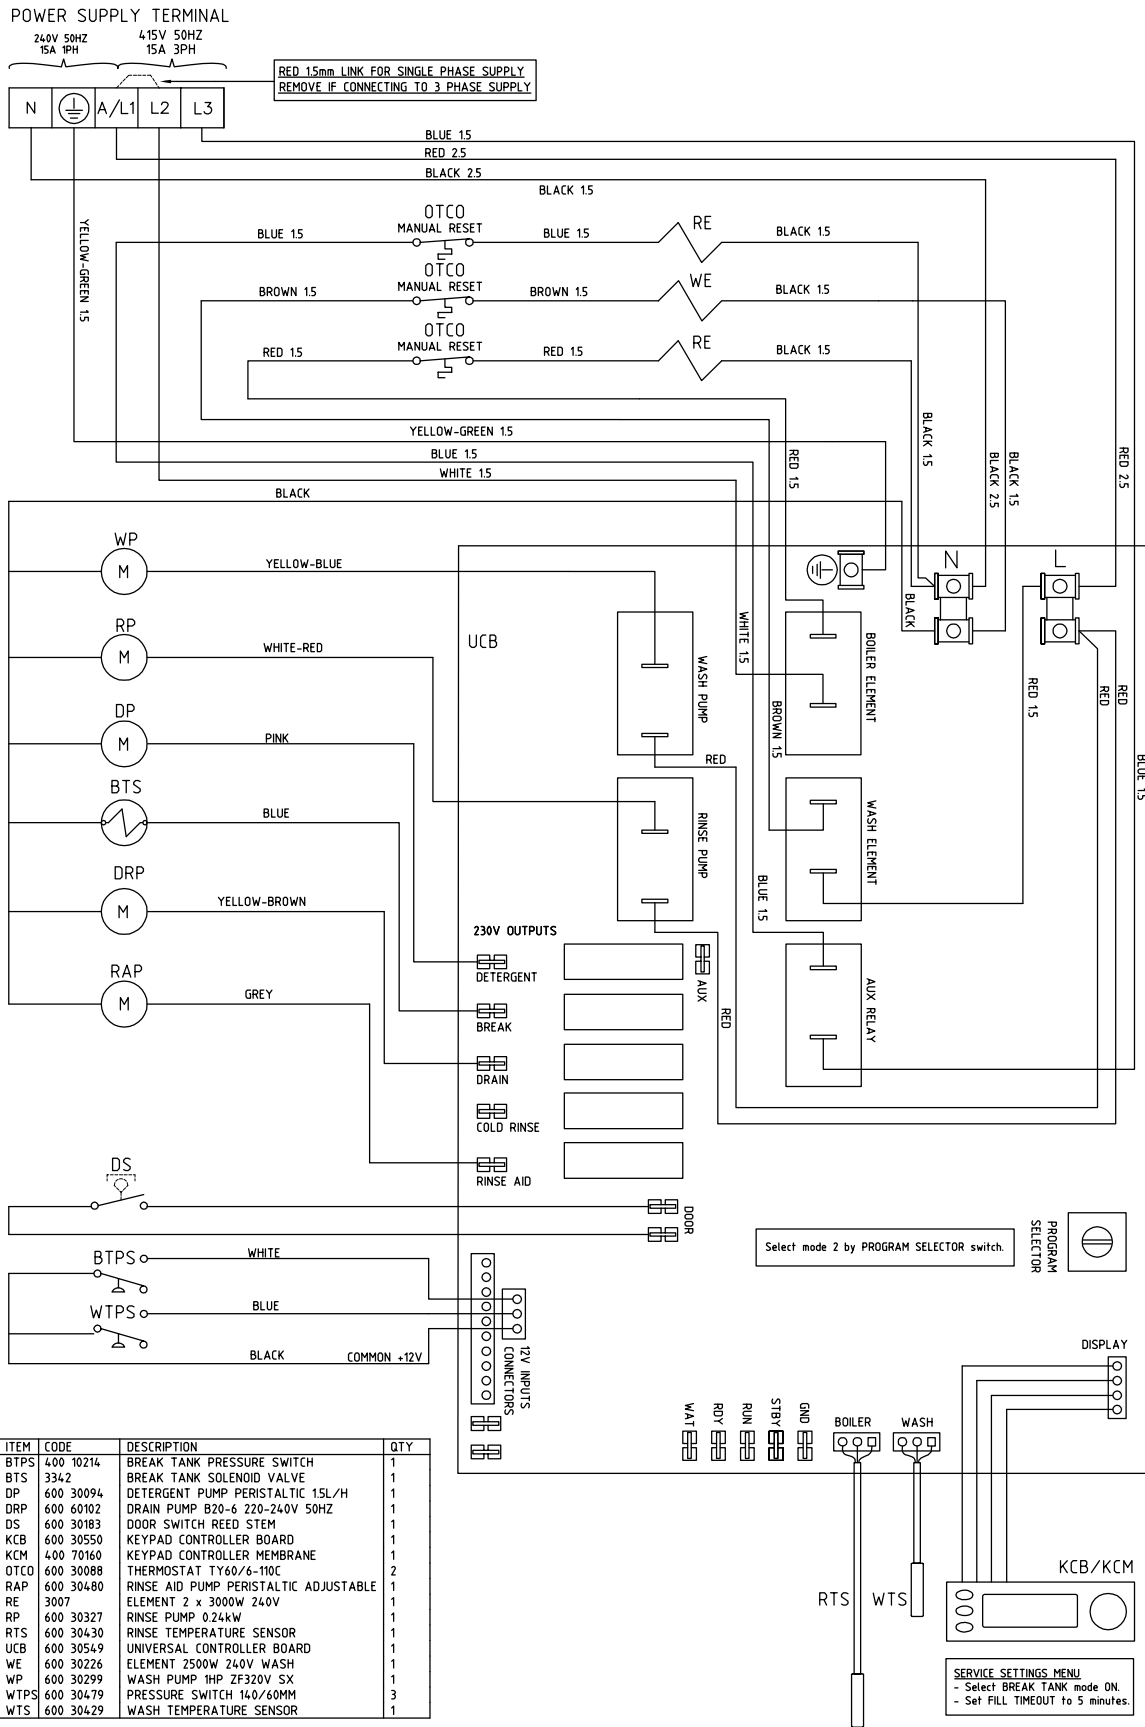 POWER SUPPLY TERMINAL
240V 50HZ
15A 1PH
415V 50HZ
15A 3PH
RED 1.5mm LINK FOR SINGLE PHASE SUPPLY
REMOVE IF CONNECTING TO 3 PHASE SUPPLY
N
A/L1
L2
L3
BLUE 1.5
RED 2.5
BLACK 2.5
BLACK 1.5
YELLOW-GREEN 1.5
OTCO
MANUAL RESET
BLUE 1.5
BLUE 1.5
RE
BLACK 1.5
OTCO
MANUAL RESET
BROWN 1.5
BROWN 1.5
WE
BLACK 1.5
OTCO
MANUAL RESET
RED 1.5
RED 1.5
RE
BLACK 1.5
YELLOW-GREEN 1.5
BLUE 1.5
WHITE 1.5
BLACK
RED 1.5
BLACK 1.5
BLACK 2.5
BLACK 1.5
RED 2.5
WP
M
YELLOW-BLUE
RP
M
WHITE-RED
DP
M
PINK
BTS
BLUE
DRP
M
YELLOW-BROWN
RAP
M
GREY
UCB
WASH PUMP
RED
RINSE PUMP
WHITE 1.5
BROWN 1.5
BLUE 1.5
BOILER ELEMENT
WASH ELEMENT
AUX RELAY
BLACK
N
L
RED 1.5
RED
RED
BLUE 1.5
230V OUTPUTS
DETERGENT
BREAK
DRAIN
COLD RINSE
RINSE AID
AUX
RED
DS
DOOR
BTPS
WHITE
WTPS
BLUE
BLACK
COMMON +12V
12V INPUTS
CONNECTORS
Select mode 2 by PROGRAM SELECTOR switch.
PROGRAM
SELECTOR
DISPLAY
WAT
RDY
RUN
STBY
GND
BOILER
WASH
RTS
WTS
KCB/KCM
SERVICE SETTINGS MENU
- Select BREAK TANK mode ON.
- Set FILL TIMEOUT to 5 minutes.
ITEM CODE DESCRIPTION QTY
BTPS 400 10214 BREAK TANK PRESSURE SWITCH 1
BTS 3342 BREAK TANK SOLENOID VALVE 1
DP 600 30094 DETERGENT PUMP PERISTALTIC 1.5L/H 1
DRP 600 60102 DRAIN PUMP B20-6 220-240V 50HZ 1
DS 600 30183 DOOR SWITCH REED STEM 1
KCB 600 30550 KEYPAD CONTROLLER BOARD 1
KCM 400 70160 KEYPAD CONTROLLER MEMBRANE 1
OTCO 600 30088 THERMOSTAT TY60/6-110C 2
RAP 600 30480 RINSE AID PUMP PERISTALTIC ADJUSTABLE 1
RE 3007 ELEMENT 2 x 3000W 240V 1
RP 600 30327 RINSE PUMP 0.24kW 1
RTS 600 30430 RINSE TEMPERATURE SENSOR 1
UCB 600 30549 UNIVERSAL CONTROLLER BOARD 1
WE 600 30226 ELEMENT 2500W 240V WASH 1
WP 600 30299 WASH PUMP 1HP ZF320V SX 1
WTPS 600 30479 PRESSURE SWITCH 140/60MM 3
WTS 600 30429 WASH TEMPERATURE SENSOR 1